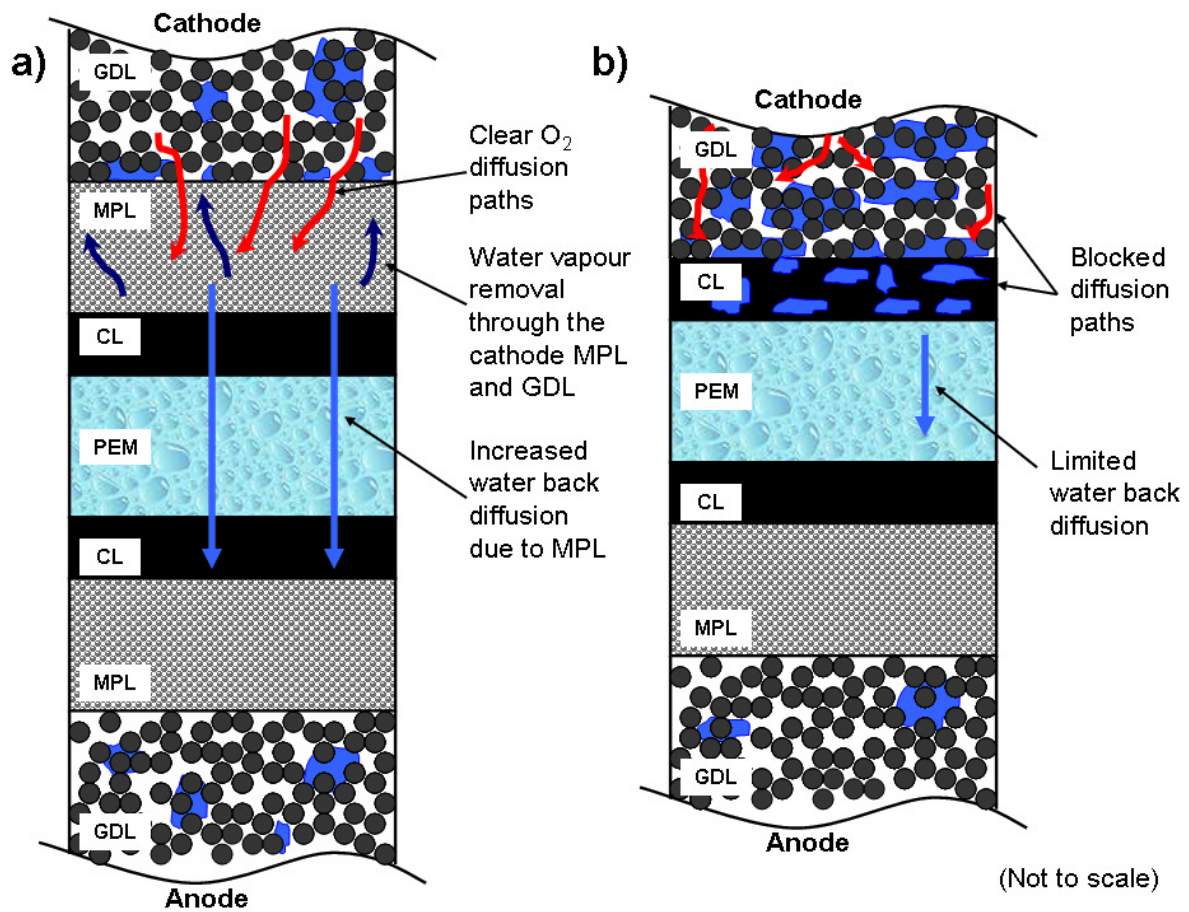 a)
Cathode
GDL
MPL
CL
PEM
CL
MPL
GDL
Anode
Clear O₂
diffusion
paths
Water vapour
removal
through the
cathode MPL
and GDL
Increased
water back
diffusion
due to MPL
b)
Cathode
GDL
CL
PEM
CL
MPL
GDL
Anode
Blocked
diffusion
paths
Limited
water back
diffusion
(Not to scale)